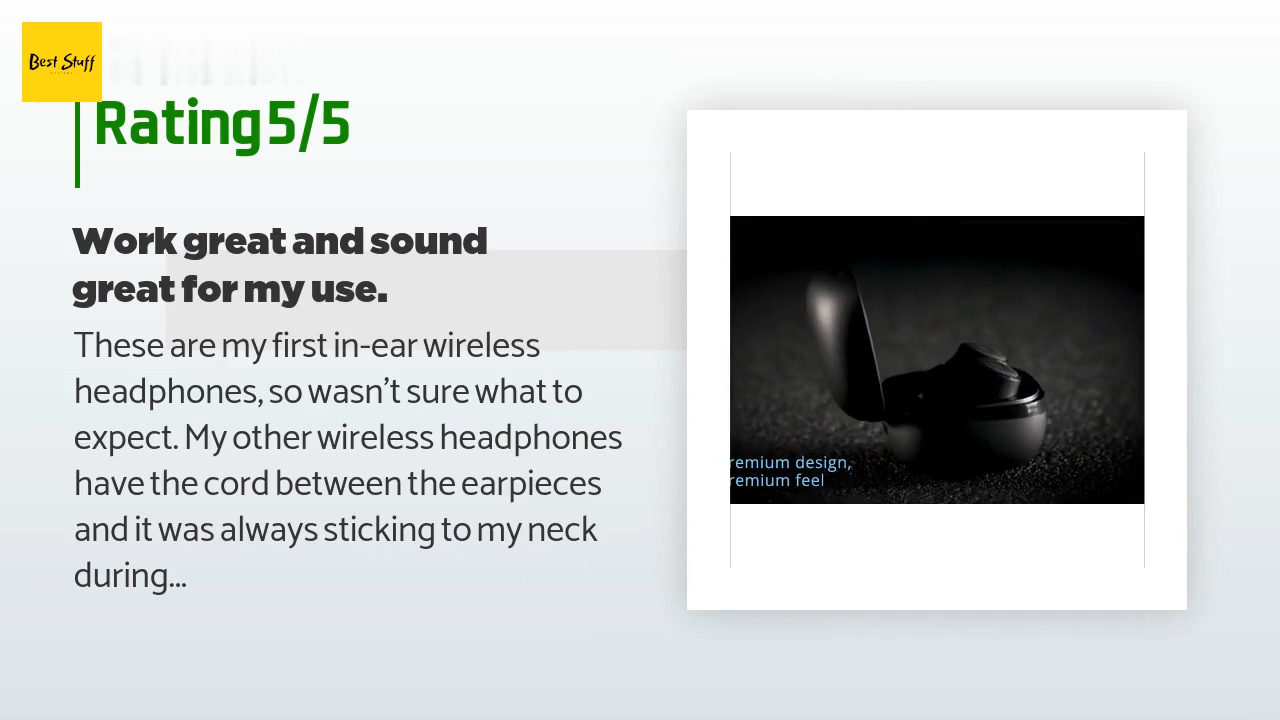 Best Stuff
Rating 5/5
Work great and sound
great for my use.
These are my first in-ear wireless
headphones, so wasn't sure what to
expect. My other wireless headphones
have the cord between the earpieces
and it was always sticking to my neck
during...
remium design,
remium feel